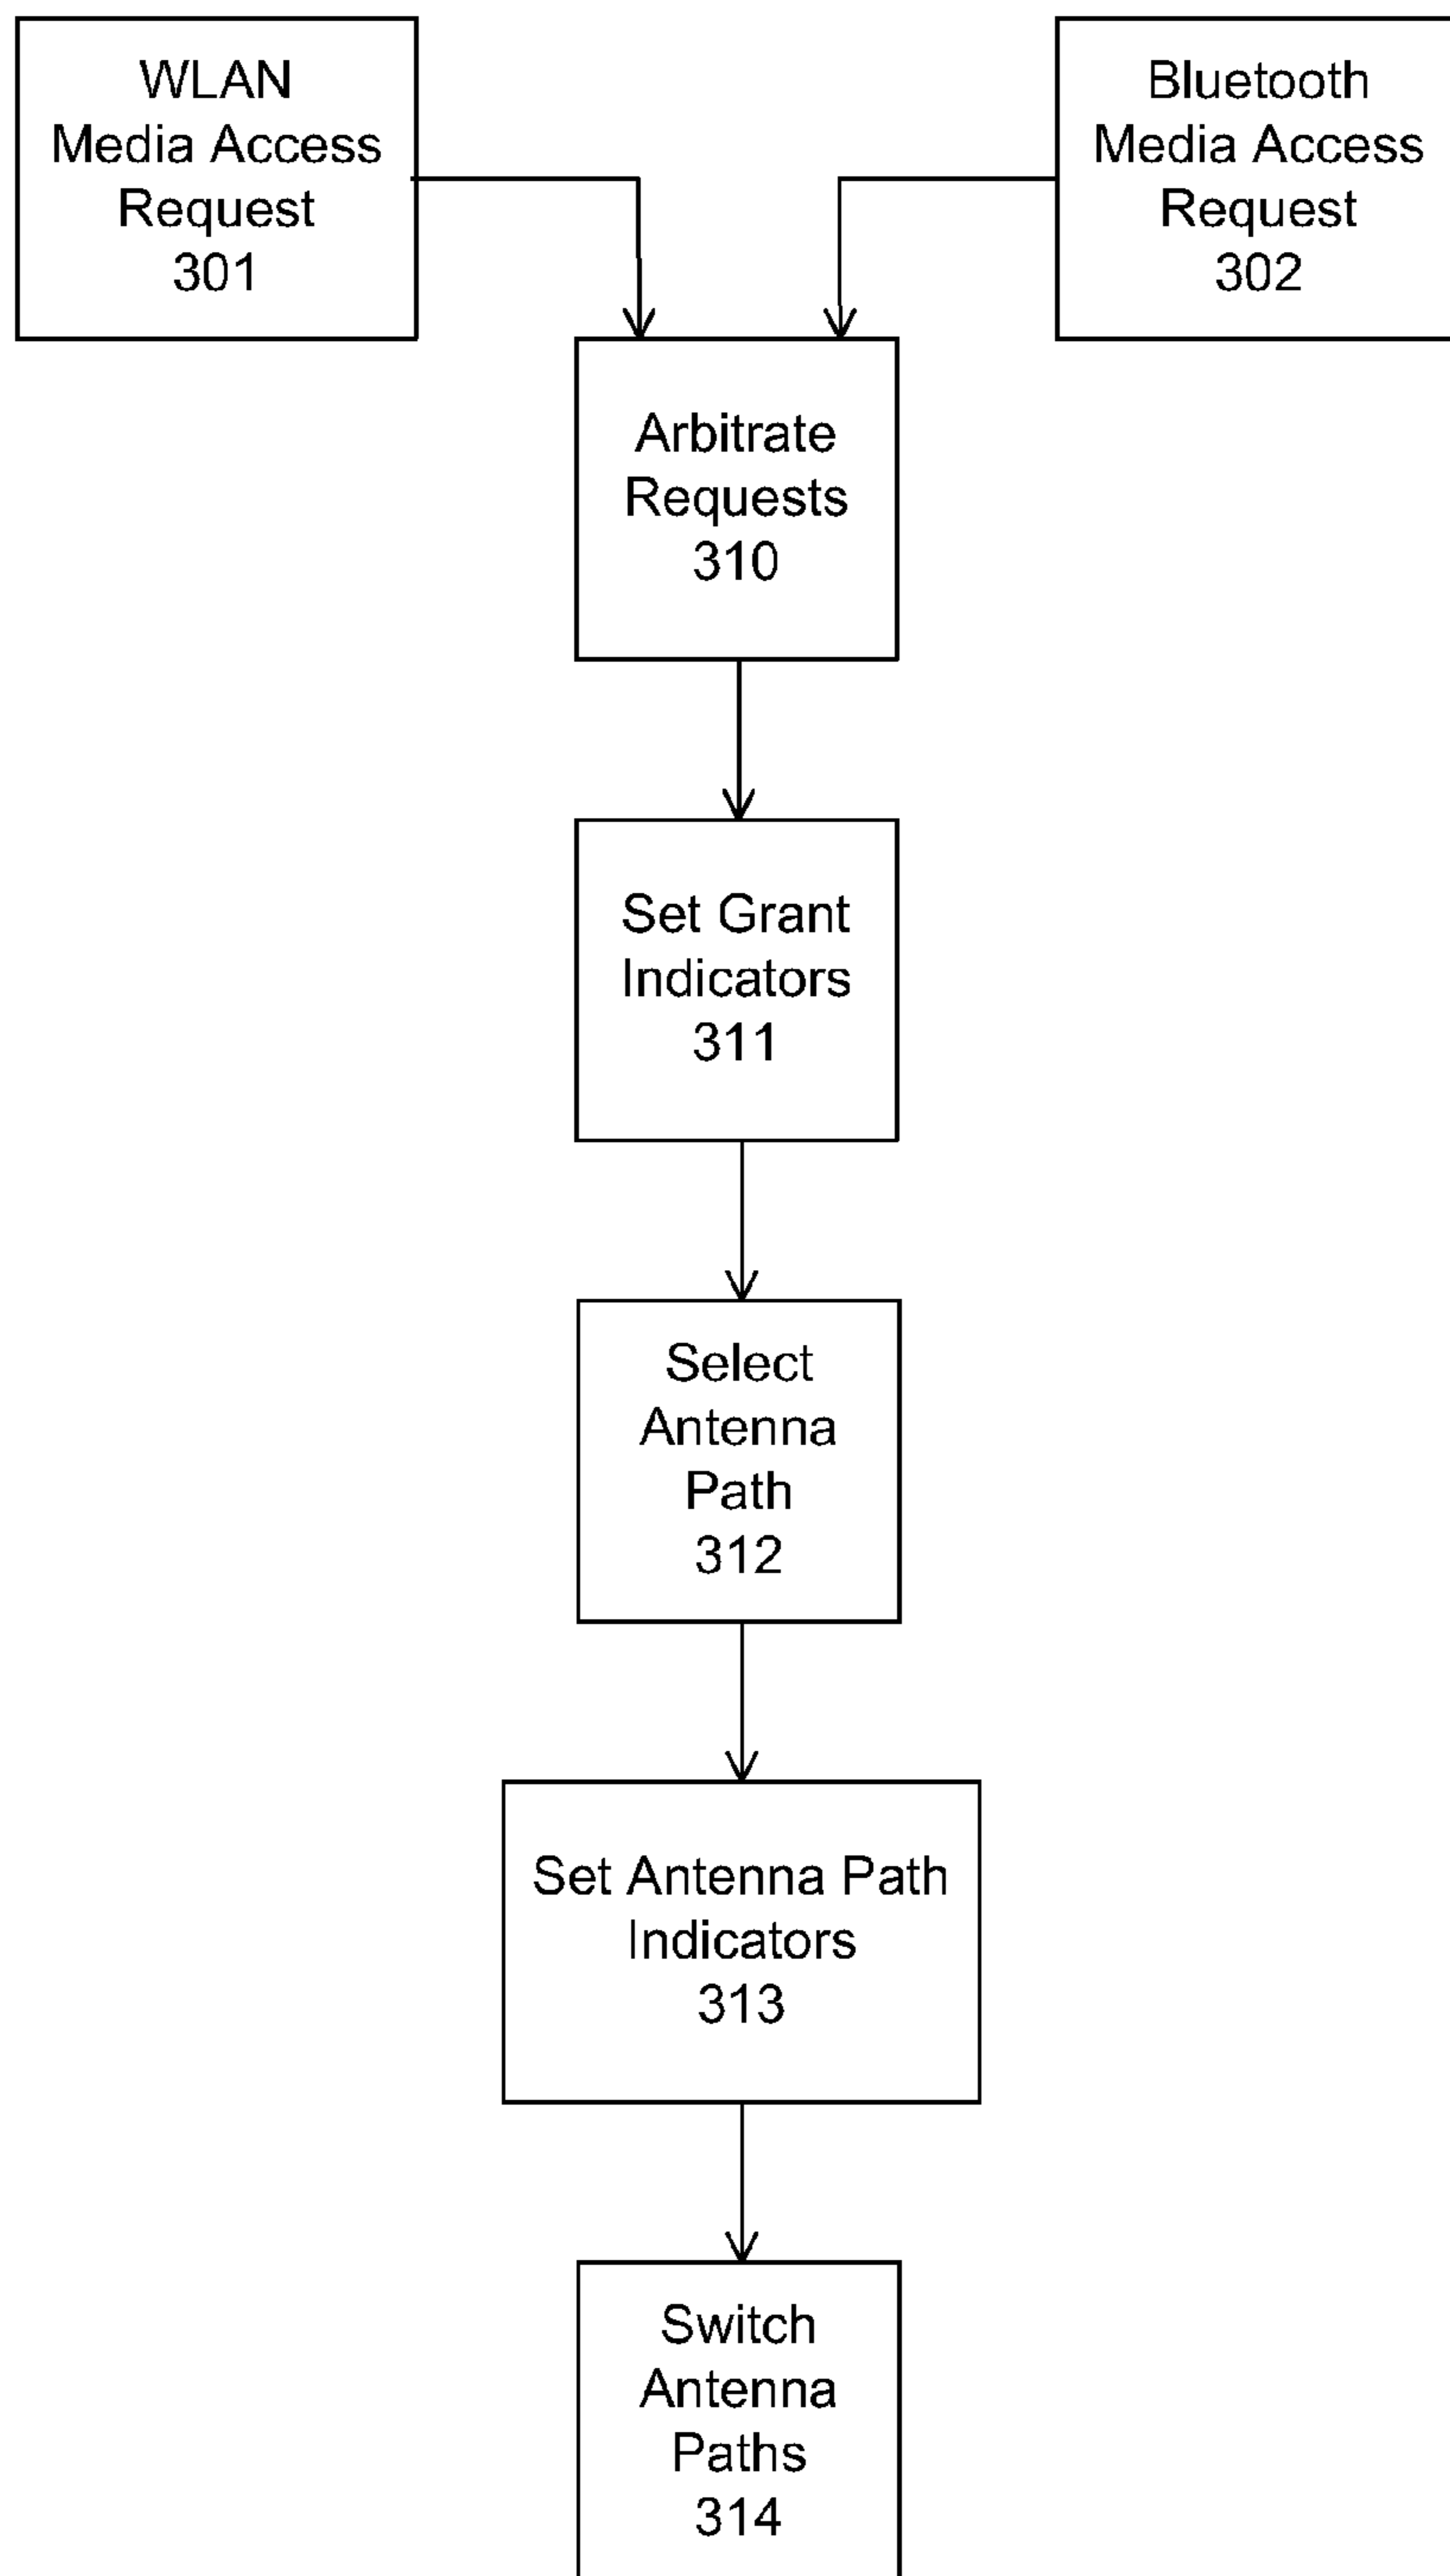 WLAN
Media Access
Request
301
Bluetooth
Media Access
Request
302
Arbitrate
Requests
310
Set Grant
Indicators
311
Select
Antenna
Path
312
Set Antenna Path
Indicators
313
Switch
Antenna
Paths
314